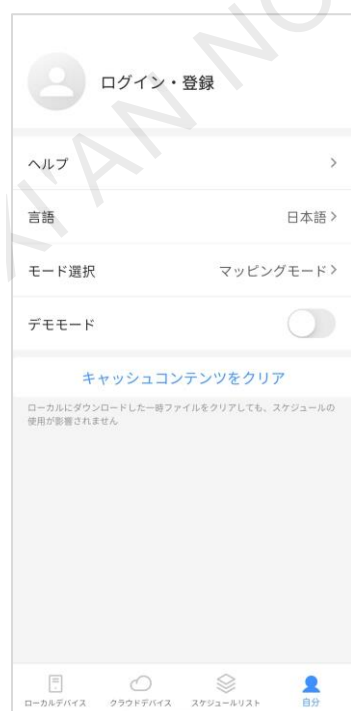 XI'AN NO
ログイン・登録
ヘルプ
言語 日本語
モード選択 マッピングモード
デモモード
キャッシュコンテンツをクリア
ローカルにダウンロードした一時ファイルをクリアしても、スケジュールの
使用が影響されません
ローカルデバイス クラウドデバイス スケジュールリスト 自分